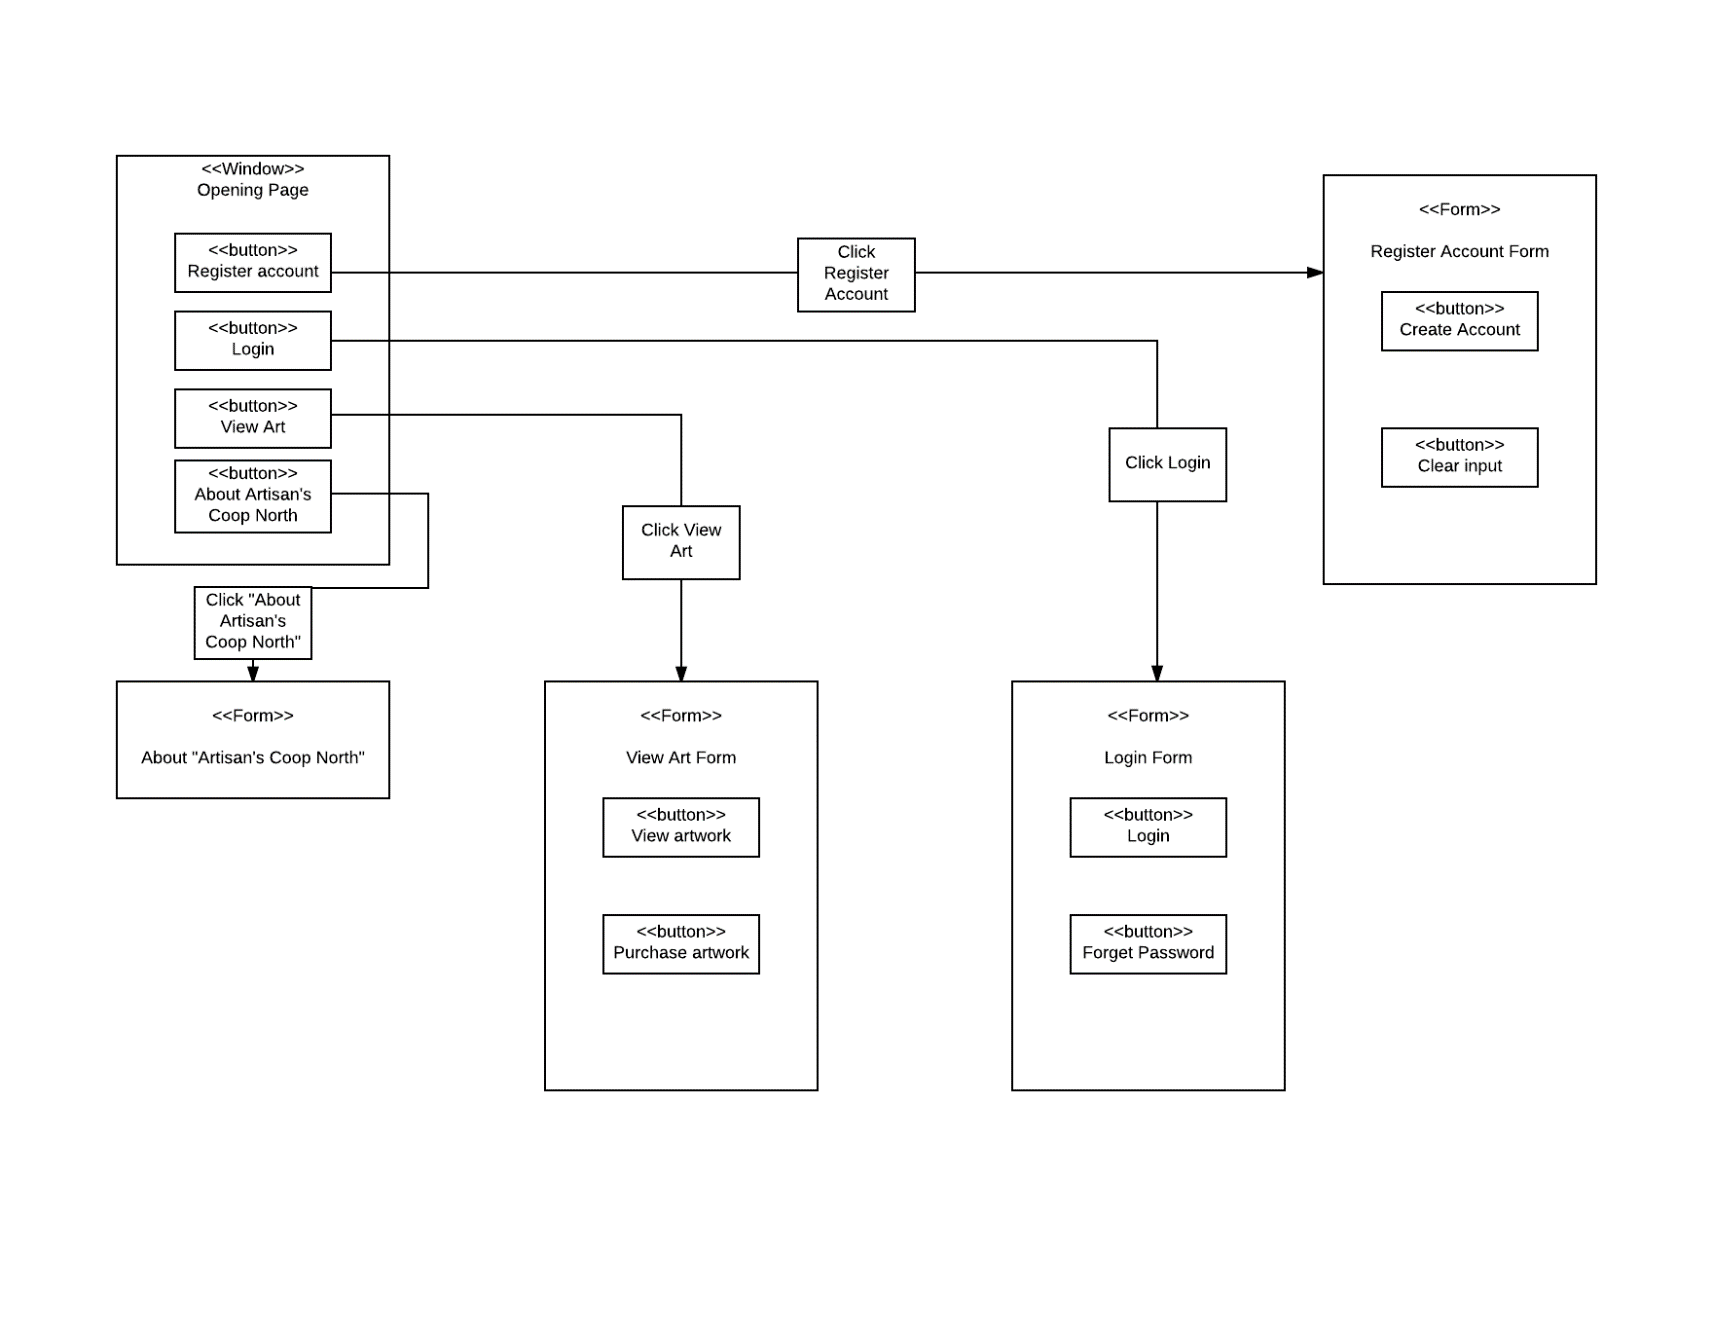 <<Window>>
Opening Page
<<button>>
Register account
<<button>>
Login
<<button>>
View Art
<<button>>
About Artisan's
Coop North
Click
Register
Account
<<Form>>
Register Account Form
<<button>>
Create Account
<<button>>
Clear input
Click Login
Click View
Art
Click "About
Artisan's
Coop North"
<<Form>>
About "Artisan's Coop North"
<<Form>>
View Art Form
<<button>>
View artwork
<<button>>
Purchase artwork
<<Form>>
Login Form
<<button>>
Login
<<button>>
Forget Password